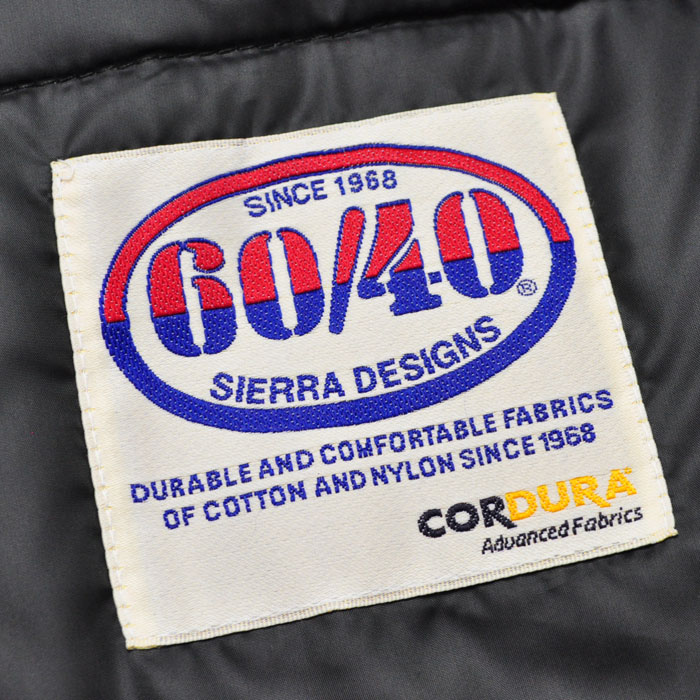 SINCE 1968
60/40®
SIERRA DESIGNS
DURABLE AND COMFORTABLE FABRICS
OF COTTON AND NYLON SINCE 1968
CORDURA
Advanced Fabrics